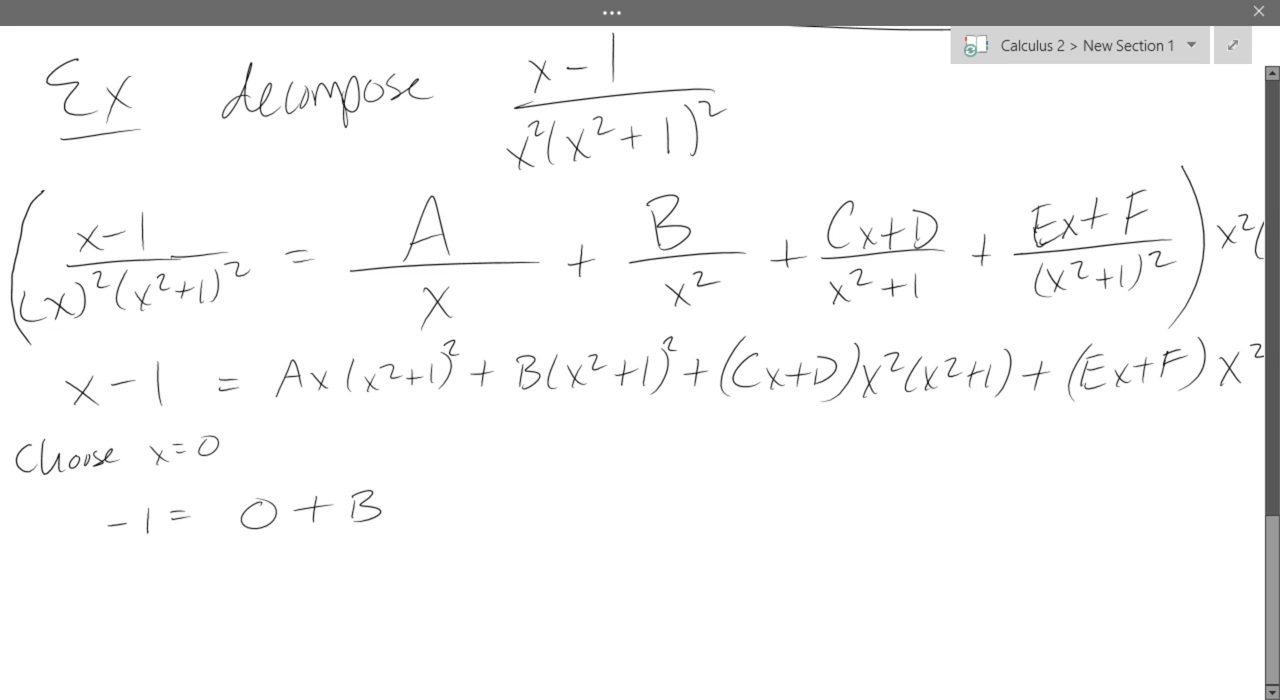 Calculus 2 > New Section 1
Ex decompose (x-1)/(x²(x²+1)²)
((x-1)/((x)²(x²+1)²) = A/x + B/x² + (Cx+D)/(x²+1) + (Ex+F)/(x²+1)²) x²(
x-1 = Ax(x²+1)² + B(x²+1)² + (Cx+D)x²(x²+1) + (Ex+F)x²
Choose x=0
-1 = 0+B